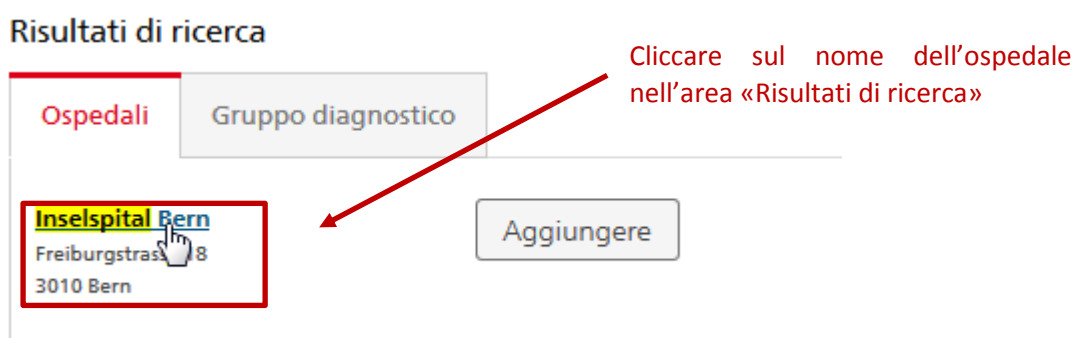 Risultati di ricerca
Cliccare sul nome dell’ospedale
nell’area «Risultati di ricerca»
Ospedali
Gruppo diagnostico
Inselspital Bern
Aggiungere
18
3010 Bern